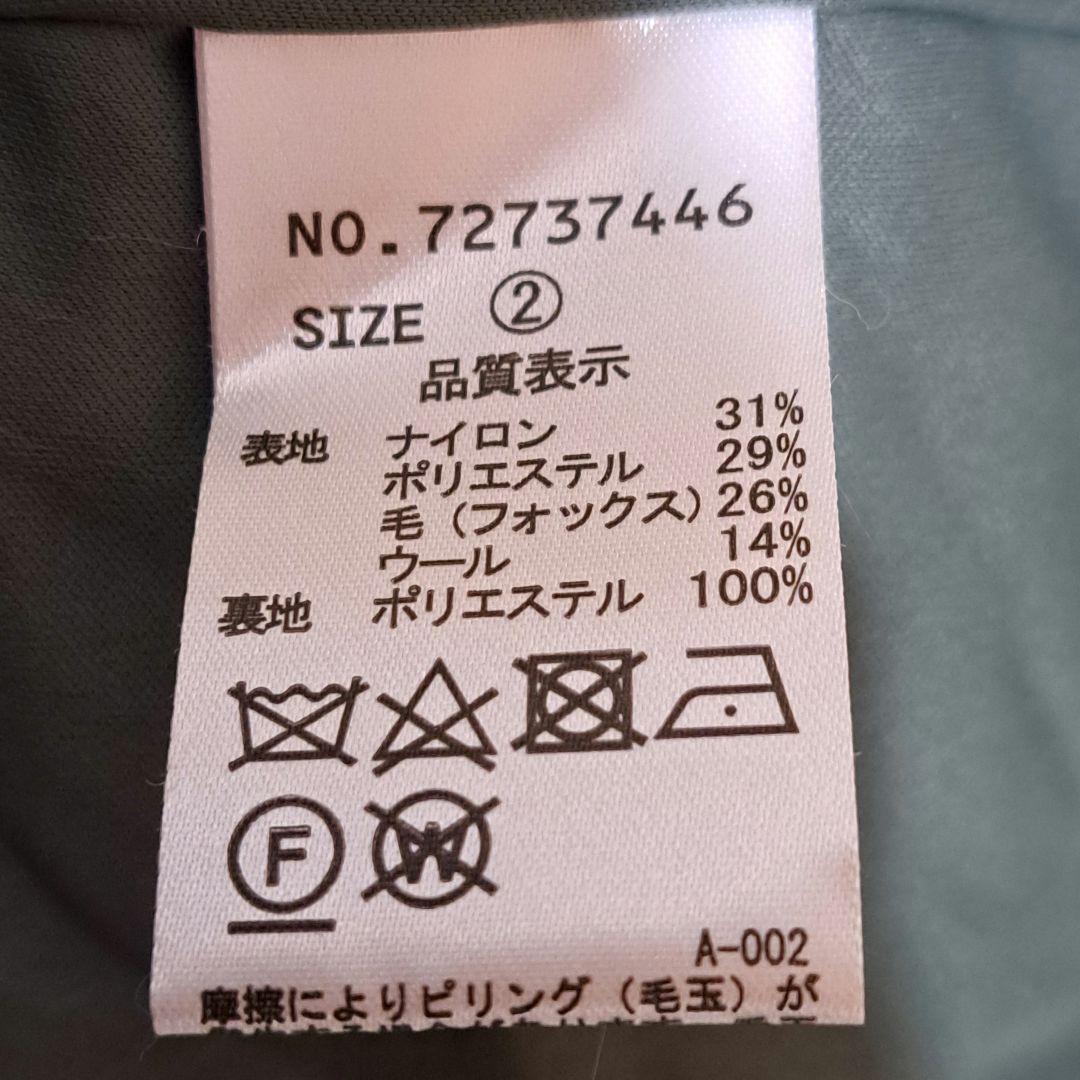 NO.72737446
SIZE ②
品質表示
表地 ナイロン 31%
ポリエステル 29%
毛(フォックス) 26%
ウール 14%
裏地 ポリエステル 100%
F W
A-002
摩擦によりピリング(毛玉)が